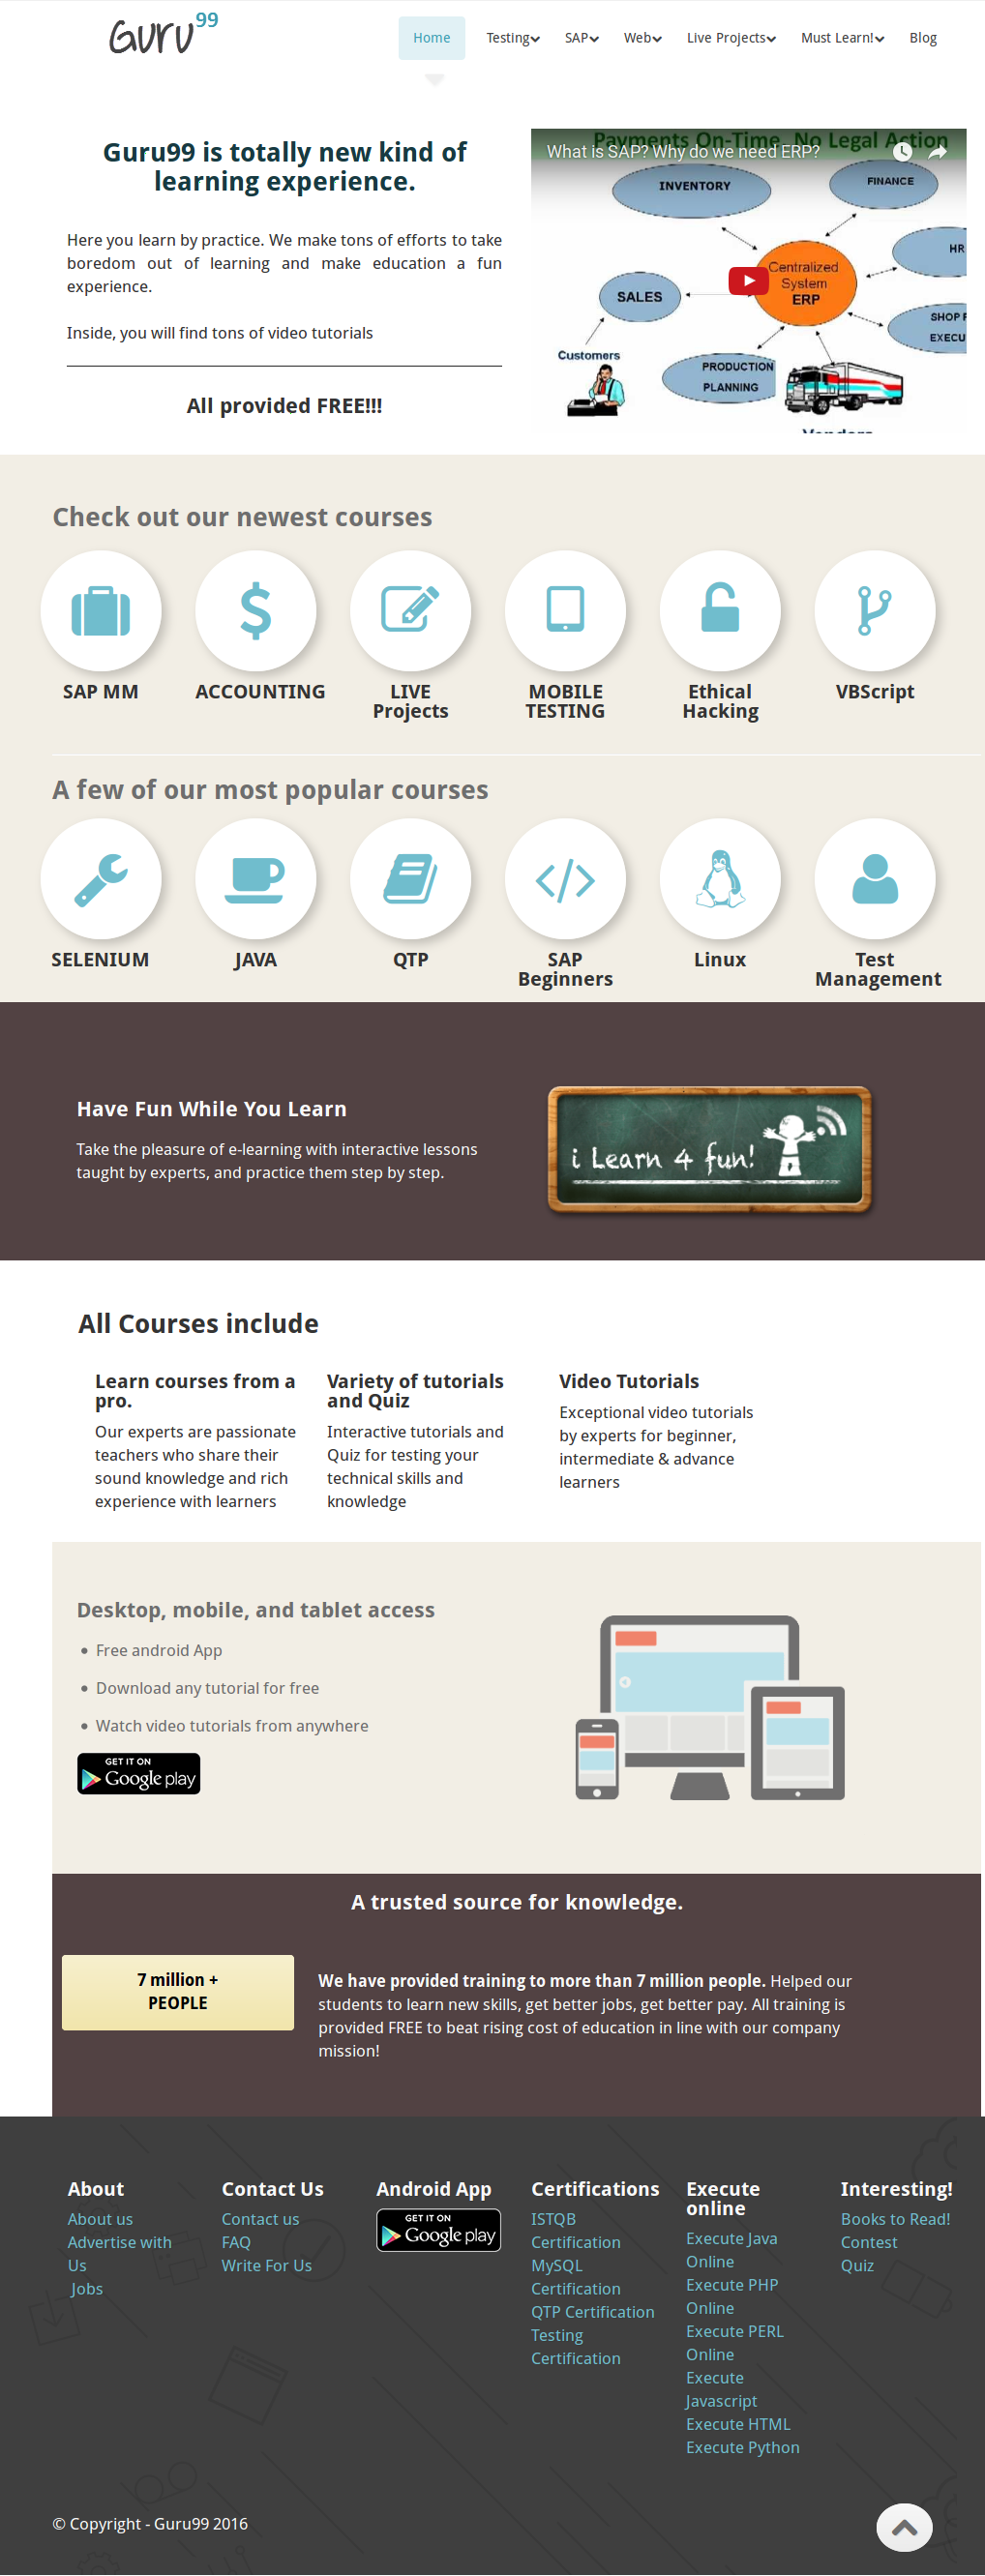 Guru99
Home
Testing
SAP
Web
Live Projects
Must Learn!
Blog
Guru99 is totally new kind of
learning experience.
Here you learn by practice. We make tons of efforts to take
boredom out of learning and make education a fun
experience.
Inside, you will find tons of video tutorials
All provided FREE!!!
Payments On-Time, No Legal Action
What is SAP? Why do we need ERP?
INVENTORY
FINANCE
HR
Centralized
System
ERP
SALES
SHOP F
EXECU
Customers
PRODUCTION
PLANNING
Vendors
Check out our newest courses
SAP MM
ACCOUNTING
LIVE
Projects
MOBILE
TESTING
Ethical
Hacking
VBScript
A few of our most popular courses
SELENIUM
JAVA
QTP
SAP
Beginners
Linux
Test
Management
Have Fun While You Learn
Take the pleasure of e-learning with interactive lessons
taught by experts, and practice them step by step.
i Learn 4 fun!
All Courses include
Learn courses from a
pro.
Our experts are passionate
teachers who share their
sound knowledge and rich
experience with learners
Variety of tutorials
and Quiz
Interactive tutorials and
Quiz for testing your
technical skills and
knowledge
Video Tutorials
Exceptional video tutorials
by experts for beginner,
intermediate & advance
learners
Desktop, mobile, and tablet access
• Free android App
• Download any tutorial for free
• Watch video tutorials from anywhere
GET IT ON
Google play
A trusted source for knowledge.
7 million +
PEOPLE
We have provided training to more than 7 million people. Helped our
students to learn new skills, get better jobs, get better pay. All training is
provided FREE to beat rising cost of education in line with our company
mission!
About
About us
Advertise with
Us
Jobs
Contact Us
Contact us
FAQ
Write For Us
Android App
GET IT ON
Google play
Certifications
ISTQB
Certification
MySQL
Certification
QTP Certification
Testing
Certification
Execute
online
Execute Java
Online
Execute PHP
Online
Execute PERL
Online
Execute
Javascript
Execute HTML
Execute Python
Interesting!
Books to Read!
Contest
Quiz
© Copyright - Guru99 2016